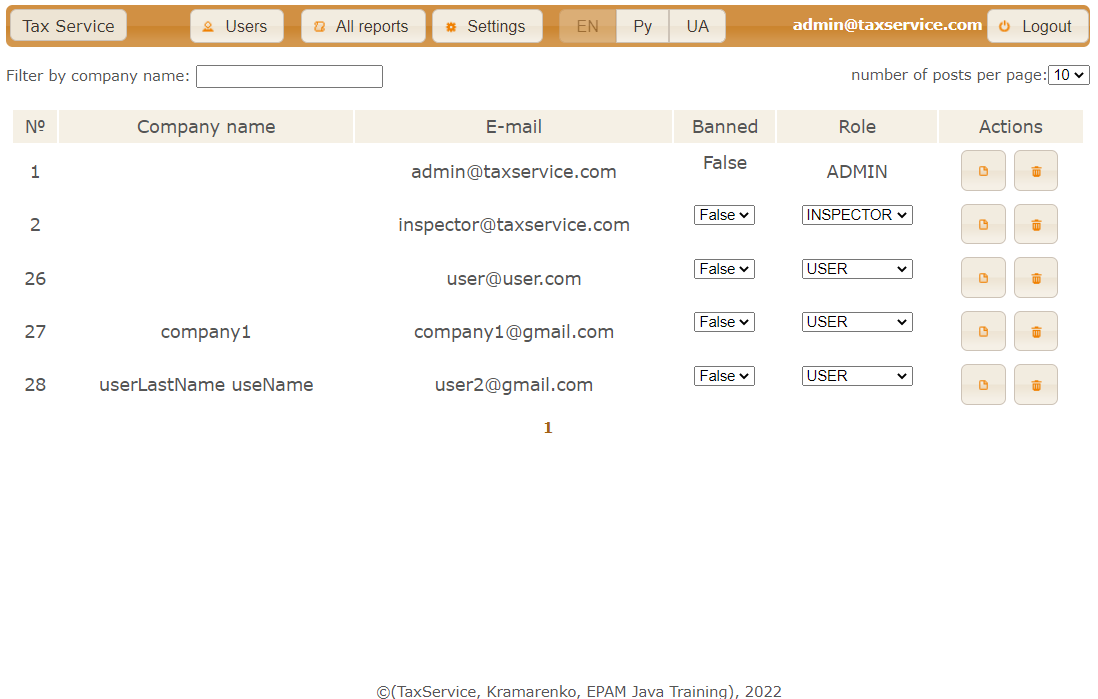 Tax Service Users All reports Settings EN Ру UA admin@taxservice.com Logout
Filter by company name: number of posts per page: 10
№ Company name E-mail Banned Role Actions
1 admin@taxservice.com False ADMIN
2 inspector@taxservice.com False INSPECTOR
26 user@user.com False USER
27 company1 company1@gmail.com False USER
28 userLastName useName user2@gmail.com False USER
1
©(TaxService, Kramarenko, EPAM Java Training), 2022